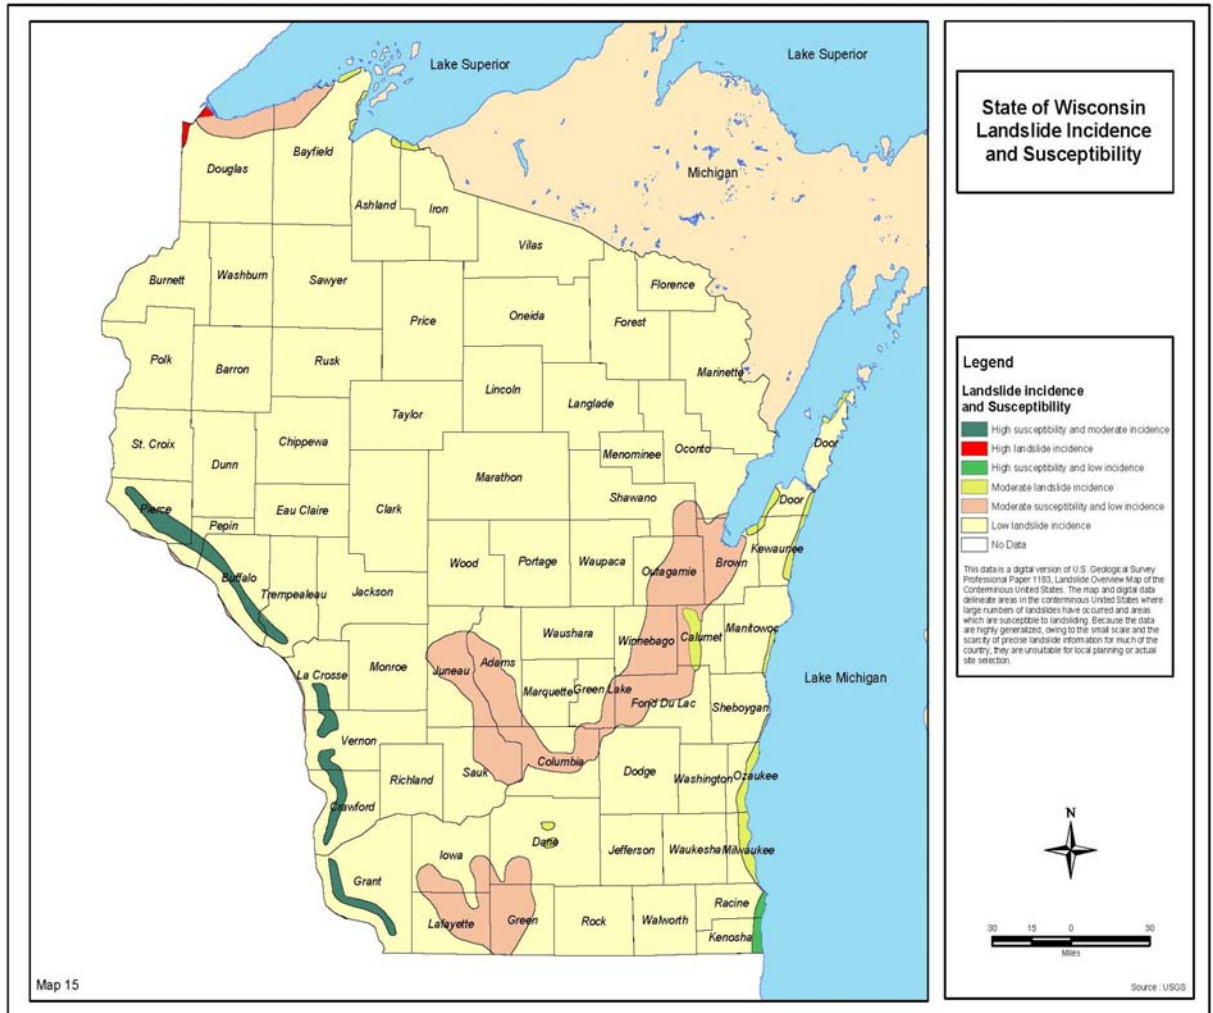 Lake Superior
Lake Superior
Michigan
Douglas
Bayfield
Ashland
Iron
Vilas
Burnett
Washburn
Sawyer
Price
Oneida
Florence
Forest
Marinette
Polk
Barron
Rusk
Lincoln
Langlade
Taylor
St. Croix
Dunn
Chippewa
Marathon
Menominee
Oconto
Door
Shawano
Door
Pierce
Pepin
Eau Claire
Clark
Buffalo
Trempealeau
Jackson
Wood
Portage
Waupaca
Outagamie
Brown
Kewaunee
La Crosse
Monroe
Juneau
Adams
Waushara
Winnebago
Calumet
Manitowoc
Marquette
Green Lake
Fond Du Lac
Sheboygan
Lake Michigan
Vernon
Richland
Sauk
Columbia
Dodge
Washington
Ozaukee
Crawford
Grant
Iowa
Dane
Jefferson
Waukesha
Milwaukee
Lafayette
Green
Rock
Walworth
Racine
Kenosha
Map 15
State of Wisconsin
Landslide Incidence
and Susceptibility
Legend
Landslide incidence
and Susceptibility
High susceptibility and moderate incidence
High landslide incidence
High susceptibility and low incidence
Moderate landslide incidence
Moderate susceptibility and low incidence
Low landslide incidence
No Data
This data is a digital version of U.S. Geological Survey
Professional Paper 1183, Landslide Overview Map of the
Conterminous United States. The map and digital data
delineate areas in the conterminous United States where
large numbers of landslides have occurred and areas
which are susceptible to landsliding. Because the data
are highly generalized, owing to the small scale and the
scarcity of precise landslide information for much of the
country, they are unsuitable for local planning or actual
site selection.
N
30 15 0 30
Miles
Source : USGS